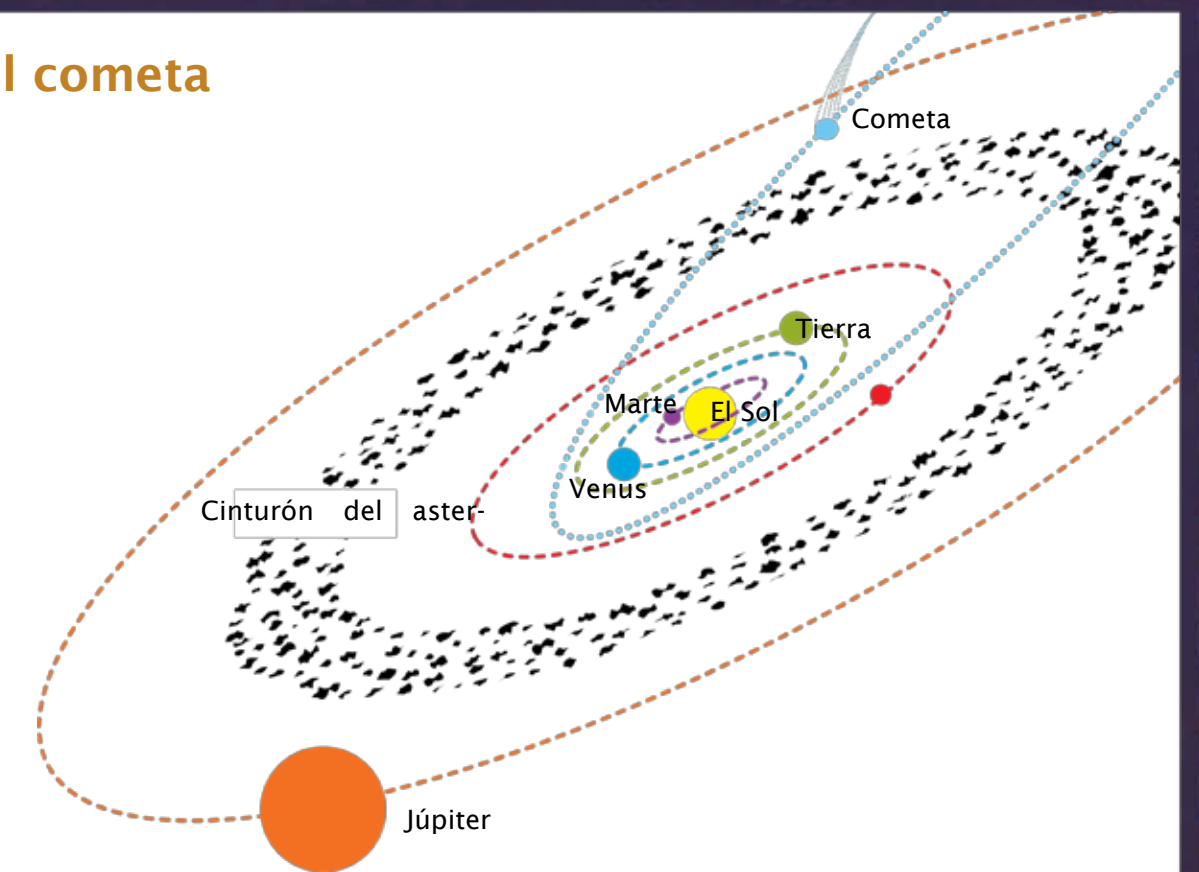 l cometa
Cometa
Tierra
Marte
El Sol
Venus
Cinturón del aster-
Júpiter